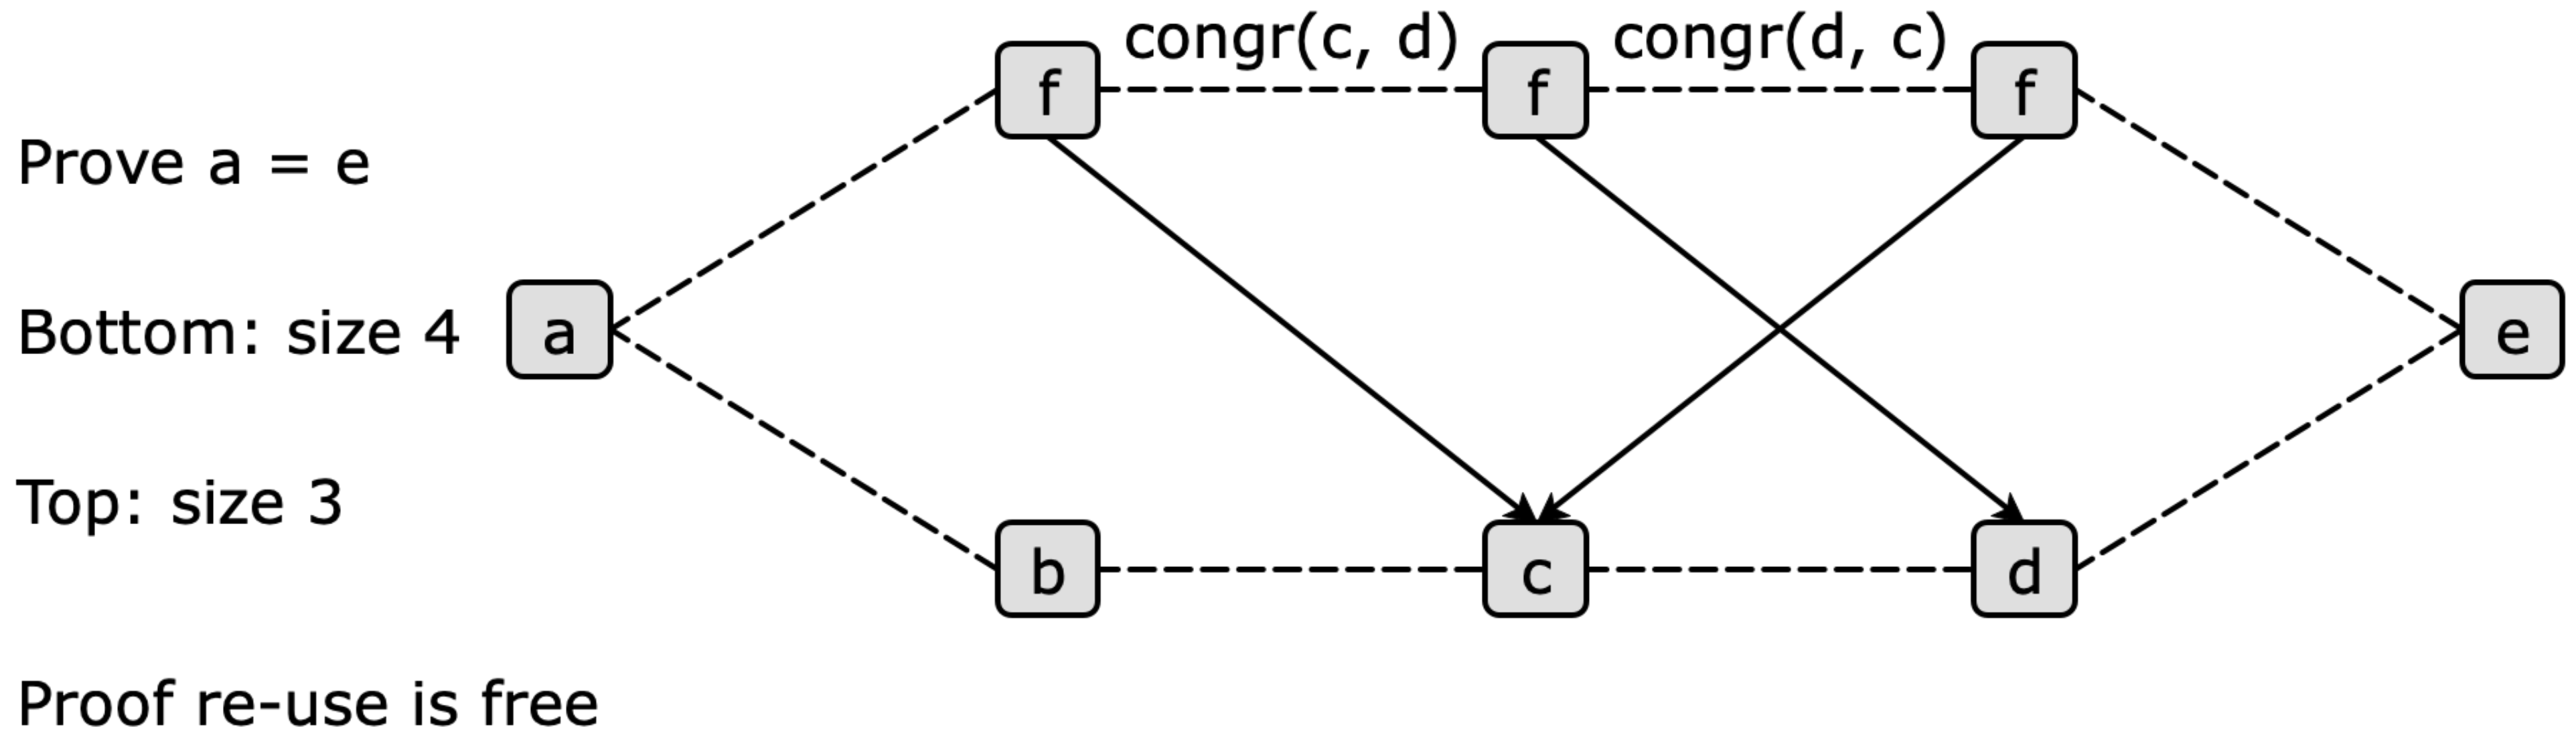 congr(c, d) congr(d, c)
f f f
Prove a = e
Bottom: size 4 a e
Top: size 3
b c d
Proof re-use is free